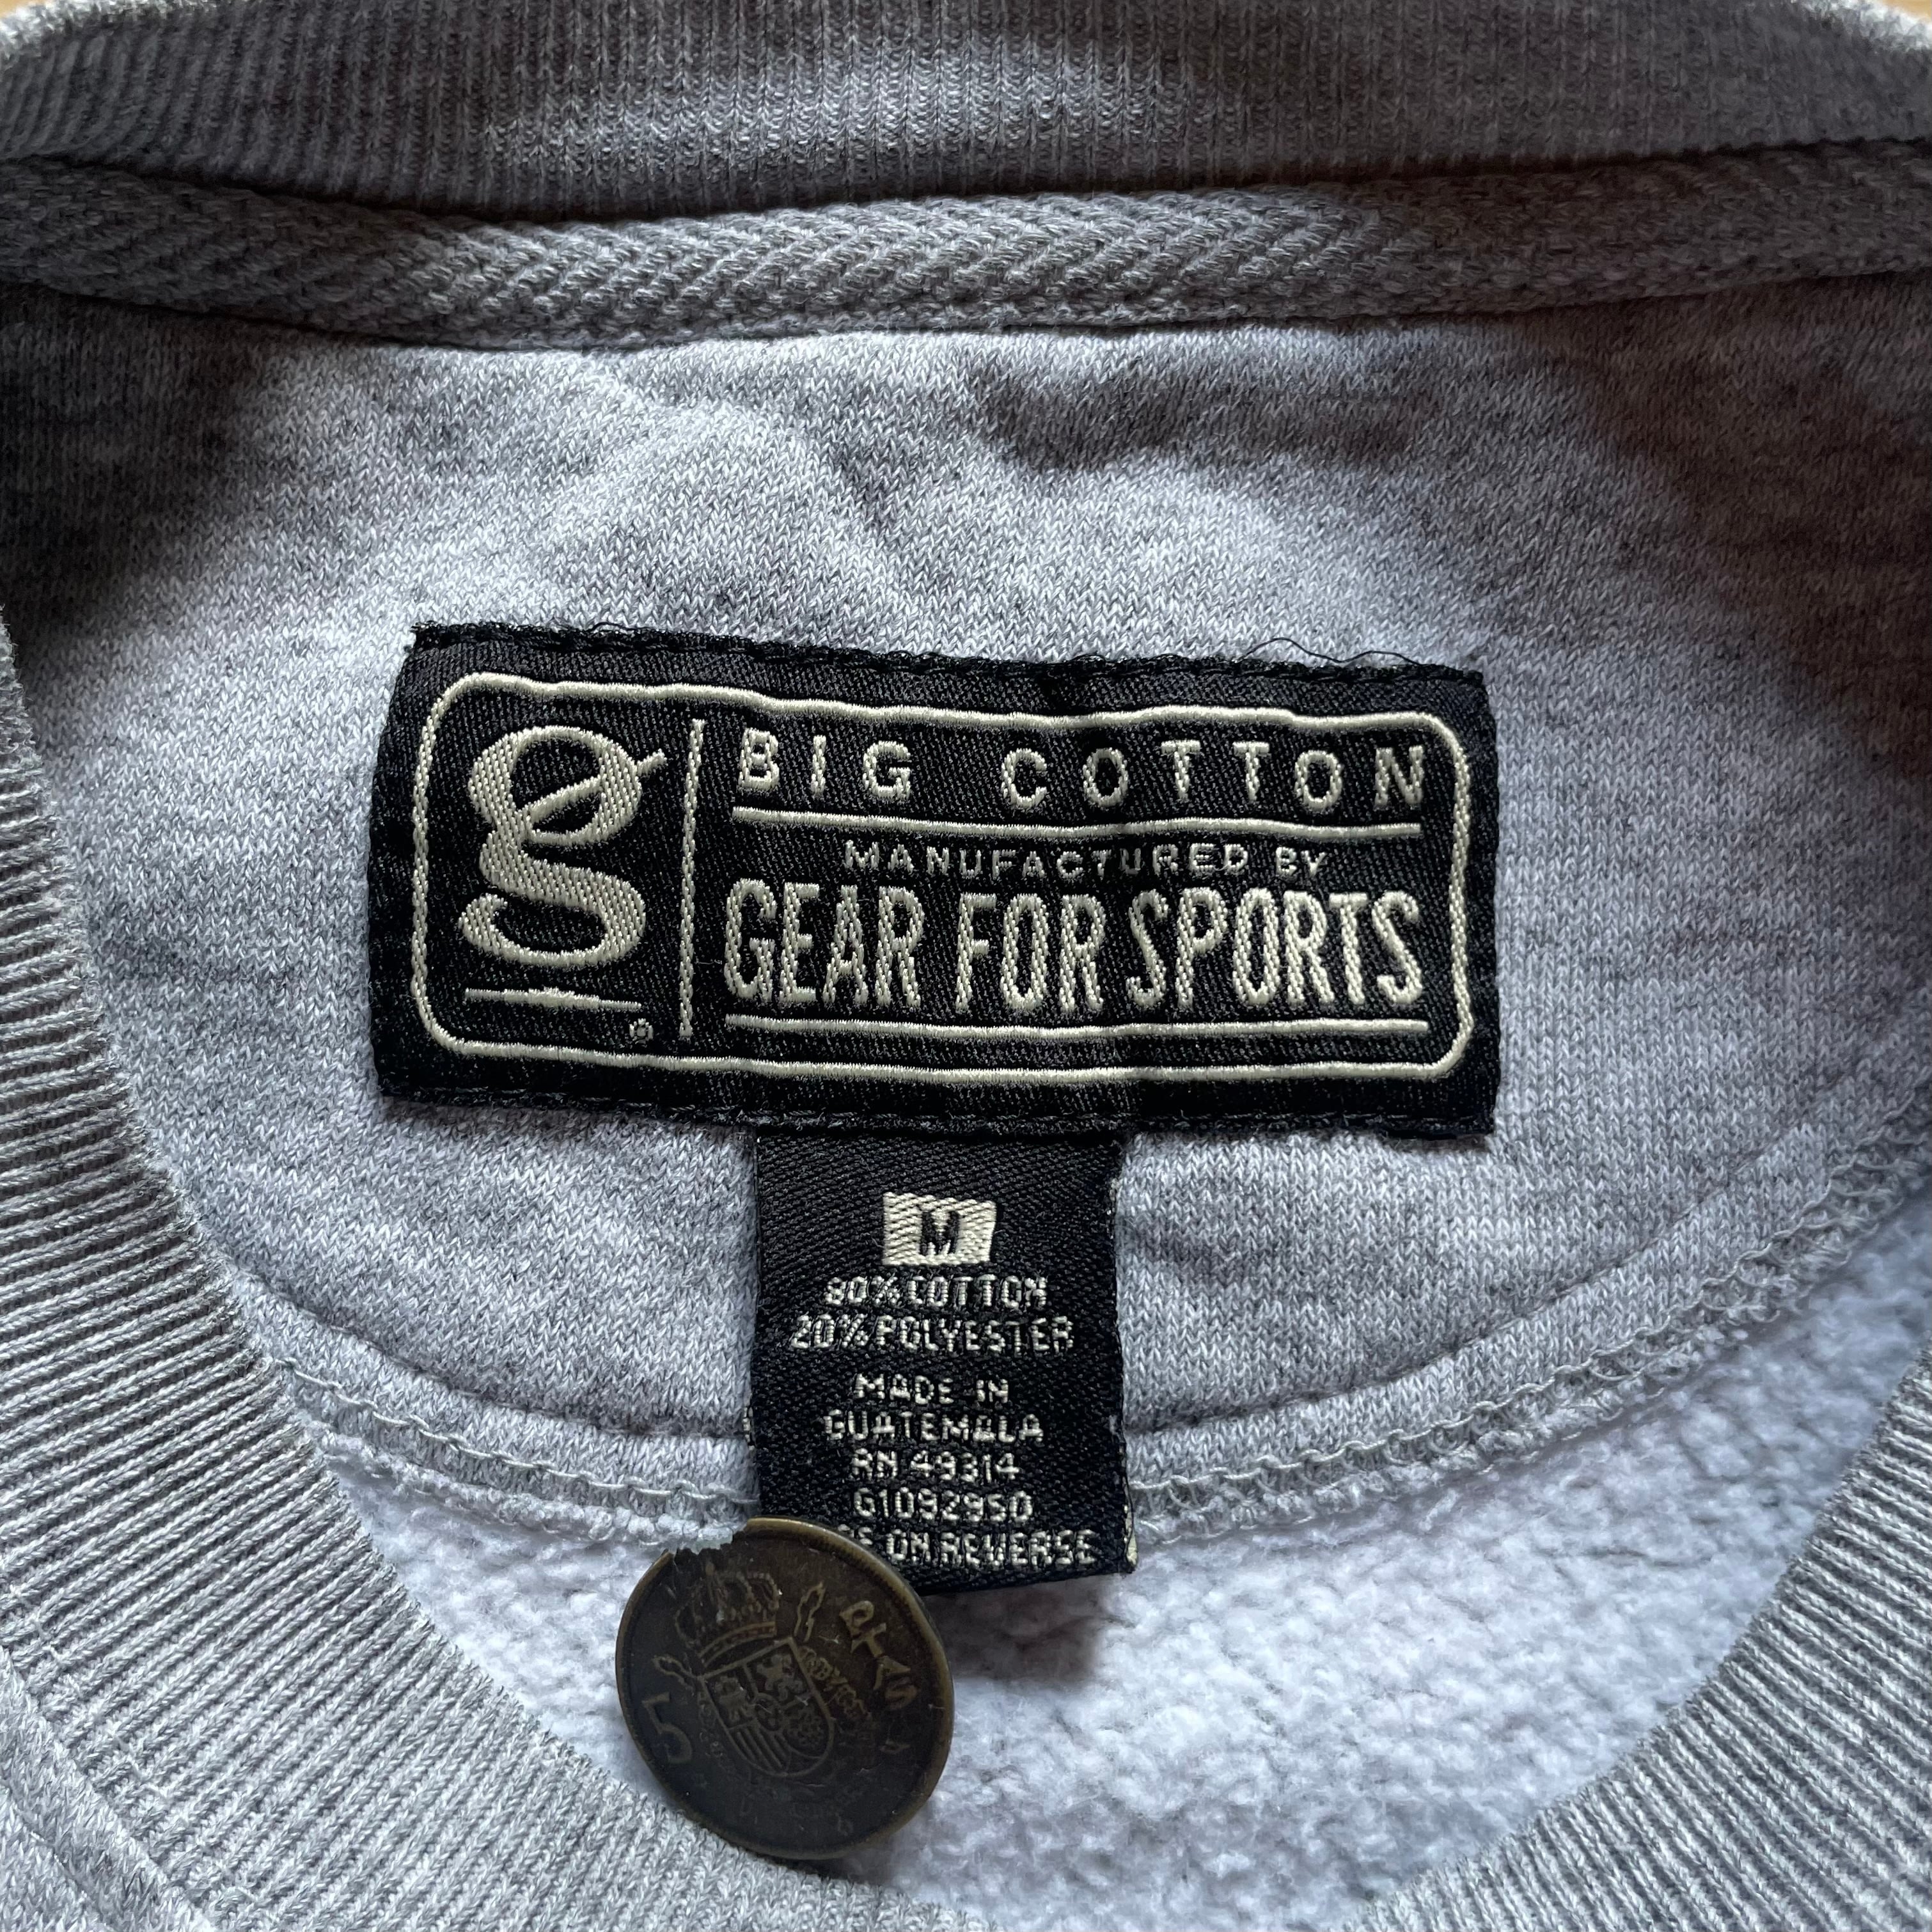 g
BIG COTTON
MANUFACTURED BY
GEAR FOR SPORTS
®
M
80% COTTON
20% POLYESTER
MADE IN
GUATEMALA
RN 49314
G1092950
ON REVERSE
PTAS
5